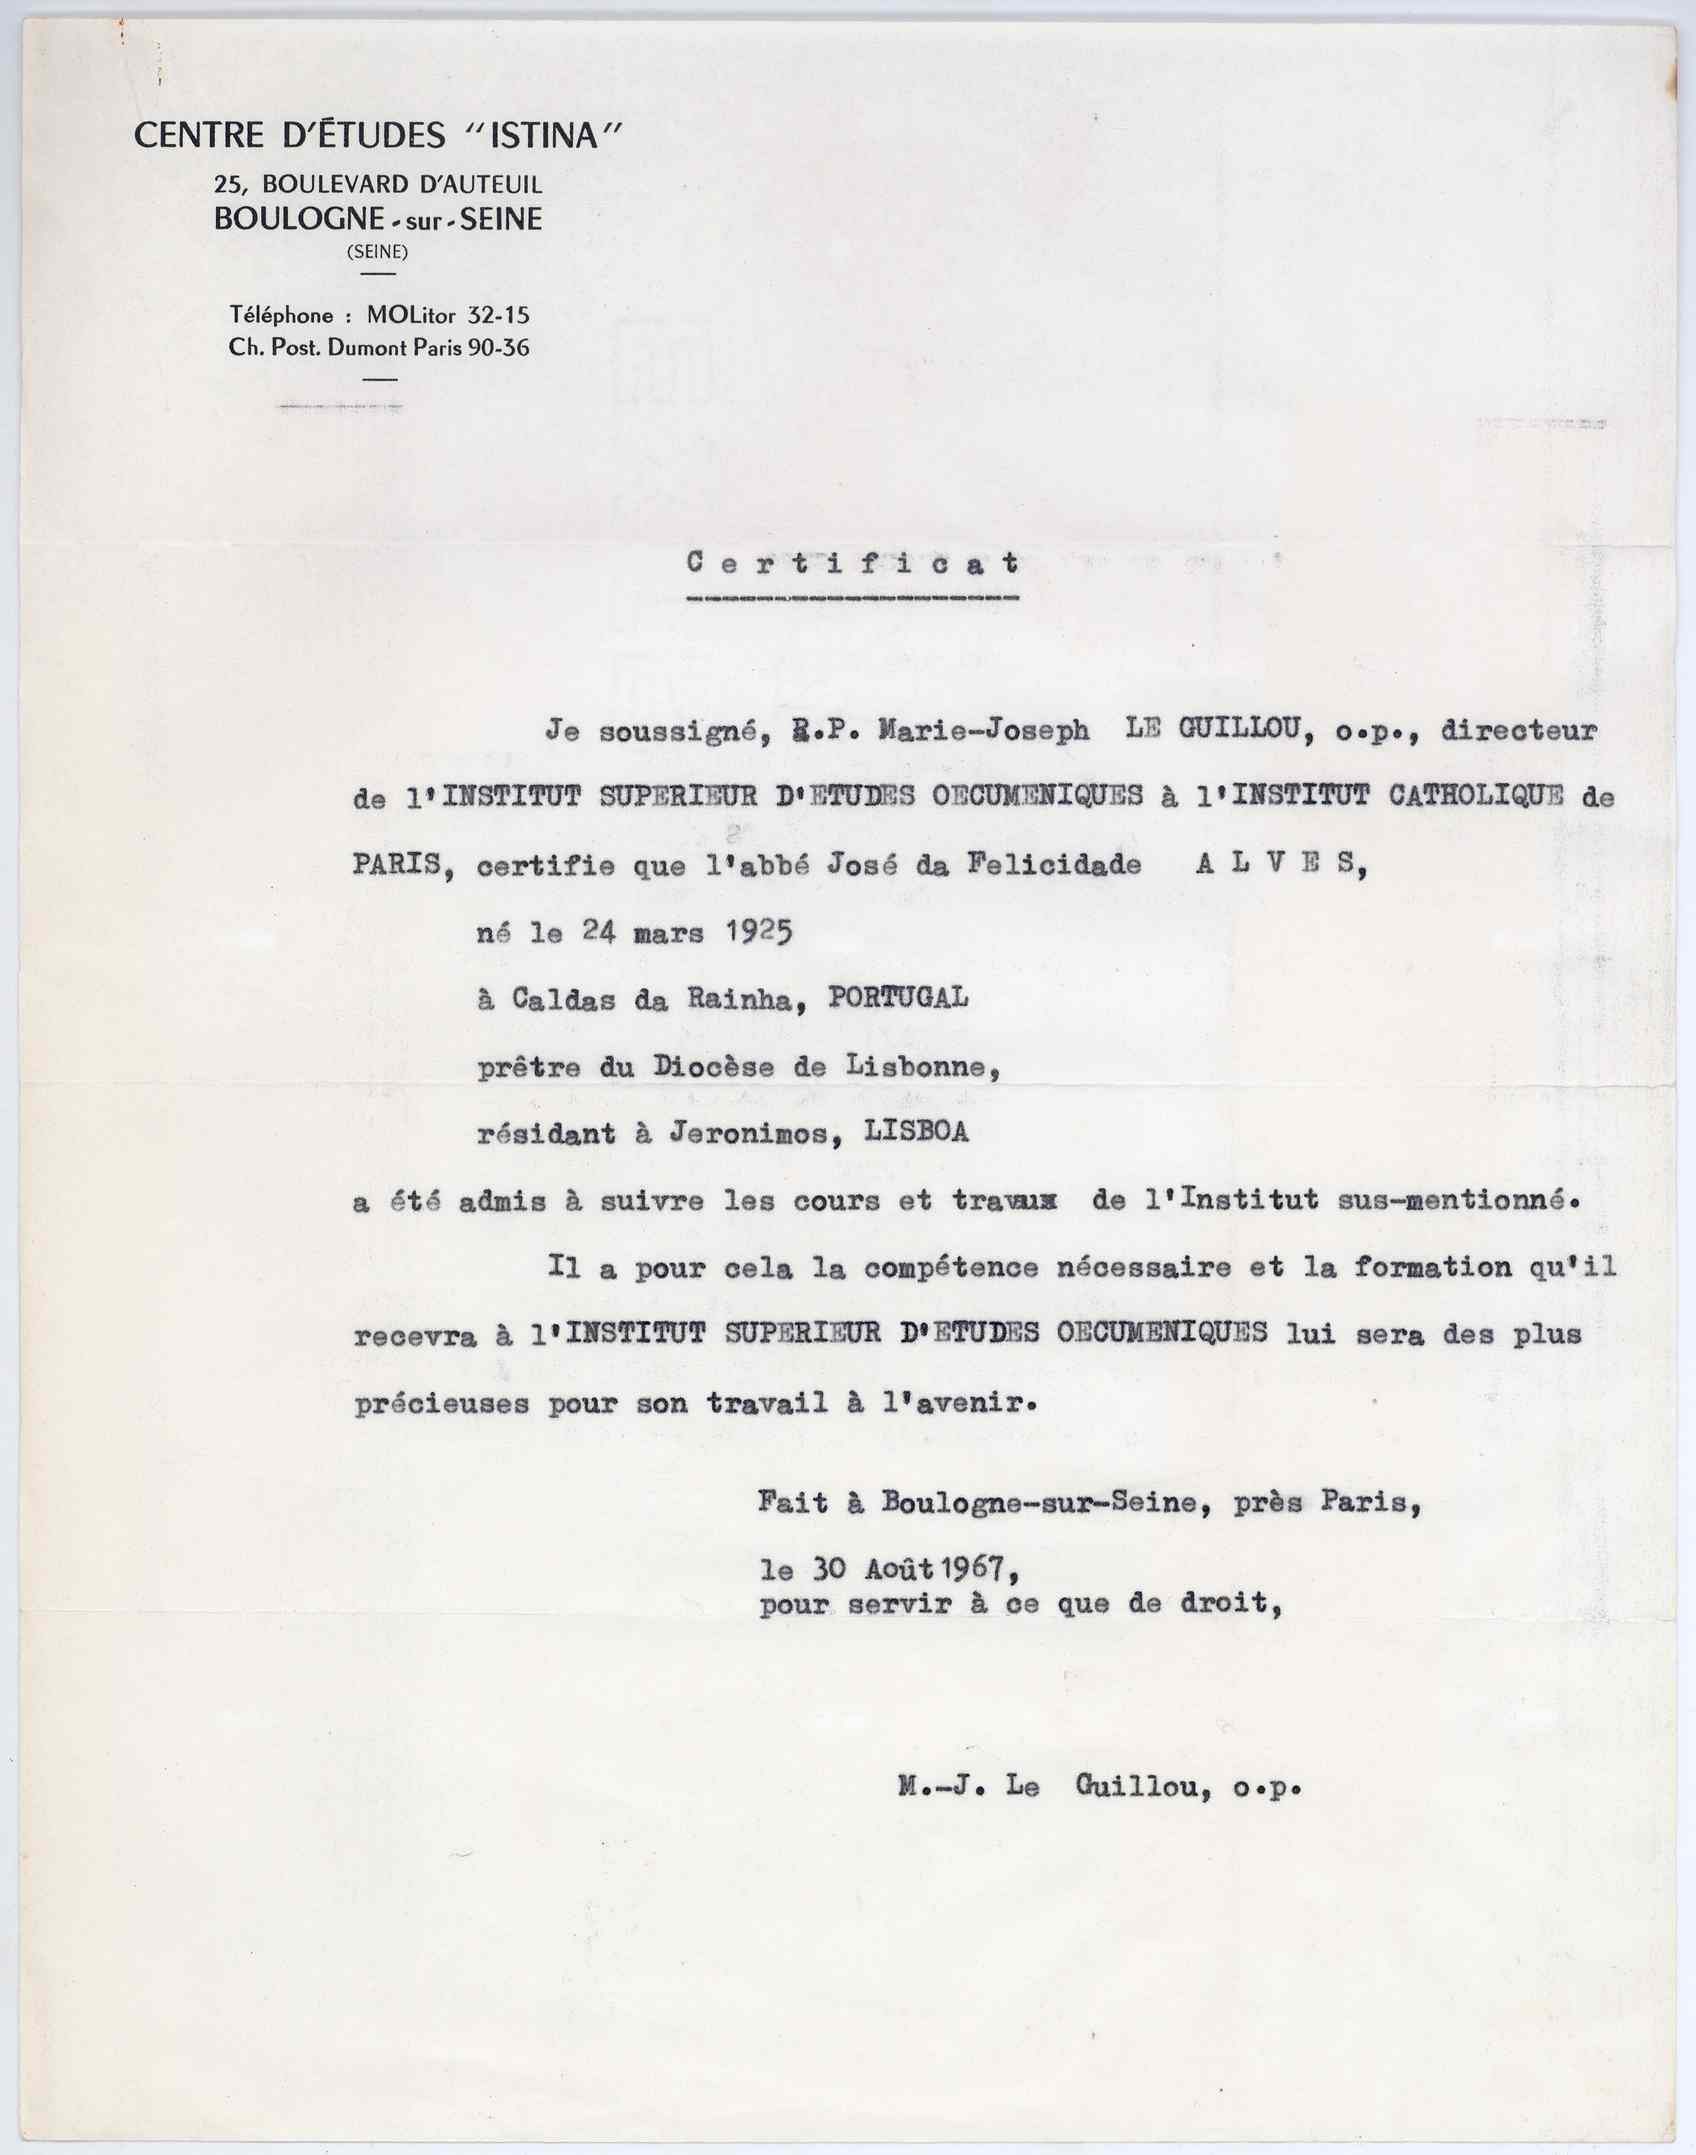 CENTRE D'ÉTUDES "ISTINA"
25, BOULEVARD D'AUTEUIL
BOULOGNE-sur-SEINE
(SEINE)
Téléphone : MOLitor 32-15
Ch. Post. Dumont Paris 90-36
Certificat
Je soussigné, R.P. Marie-Joseph LE GUILLOU, o.p., directeur
de l'INSTITUT SUPERIEUR D'ETUDES OECUMENIQUES à l'INSTITUT CATHOLIQUE de
PARIS, certifie que l'abbé José da Felicidade A L V E S,
né le 24 mars 1925
à Caldas da Rainha, PORTUGAL
prêtre du Diocèse de Lisbonne,
résidant à Jeronimos, LISBOA
a été admis à suivre les cours et travaux de l'Institut sus-mentionné.
Il a pour cela la compétence nécessaire et la formation qu'il
recevra à l'INSTITUT SUPERIEUR D'ETUDES OECUMENIQUES lui sera des plus
précieuses pour son travail à l'avenir.
Fait à Boulogne-sur-Seine, près Paris,
le 30 Août 1967,
pour servir à ce que de droit,
M.-J. Le Guillou, o.p.